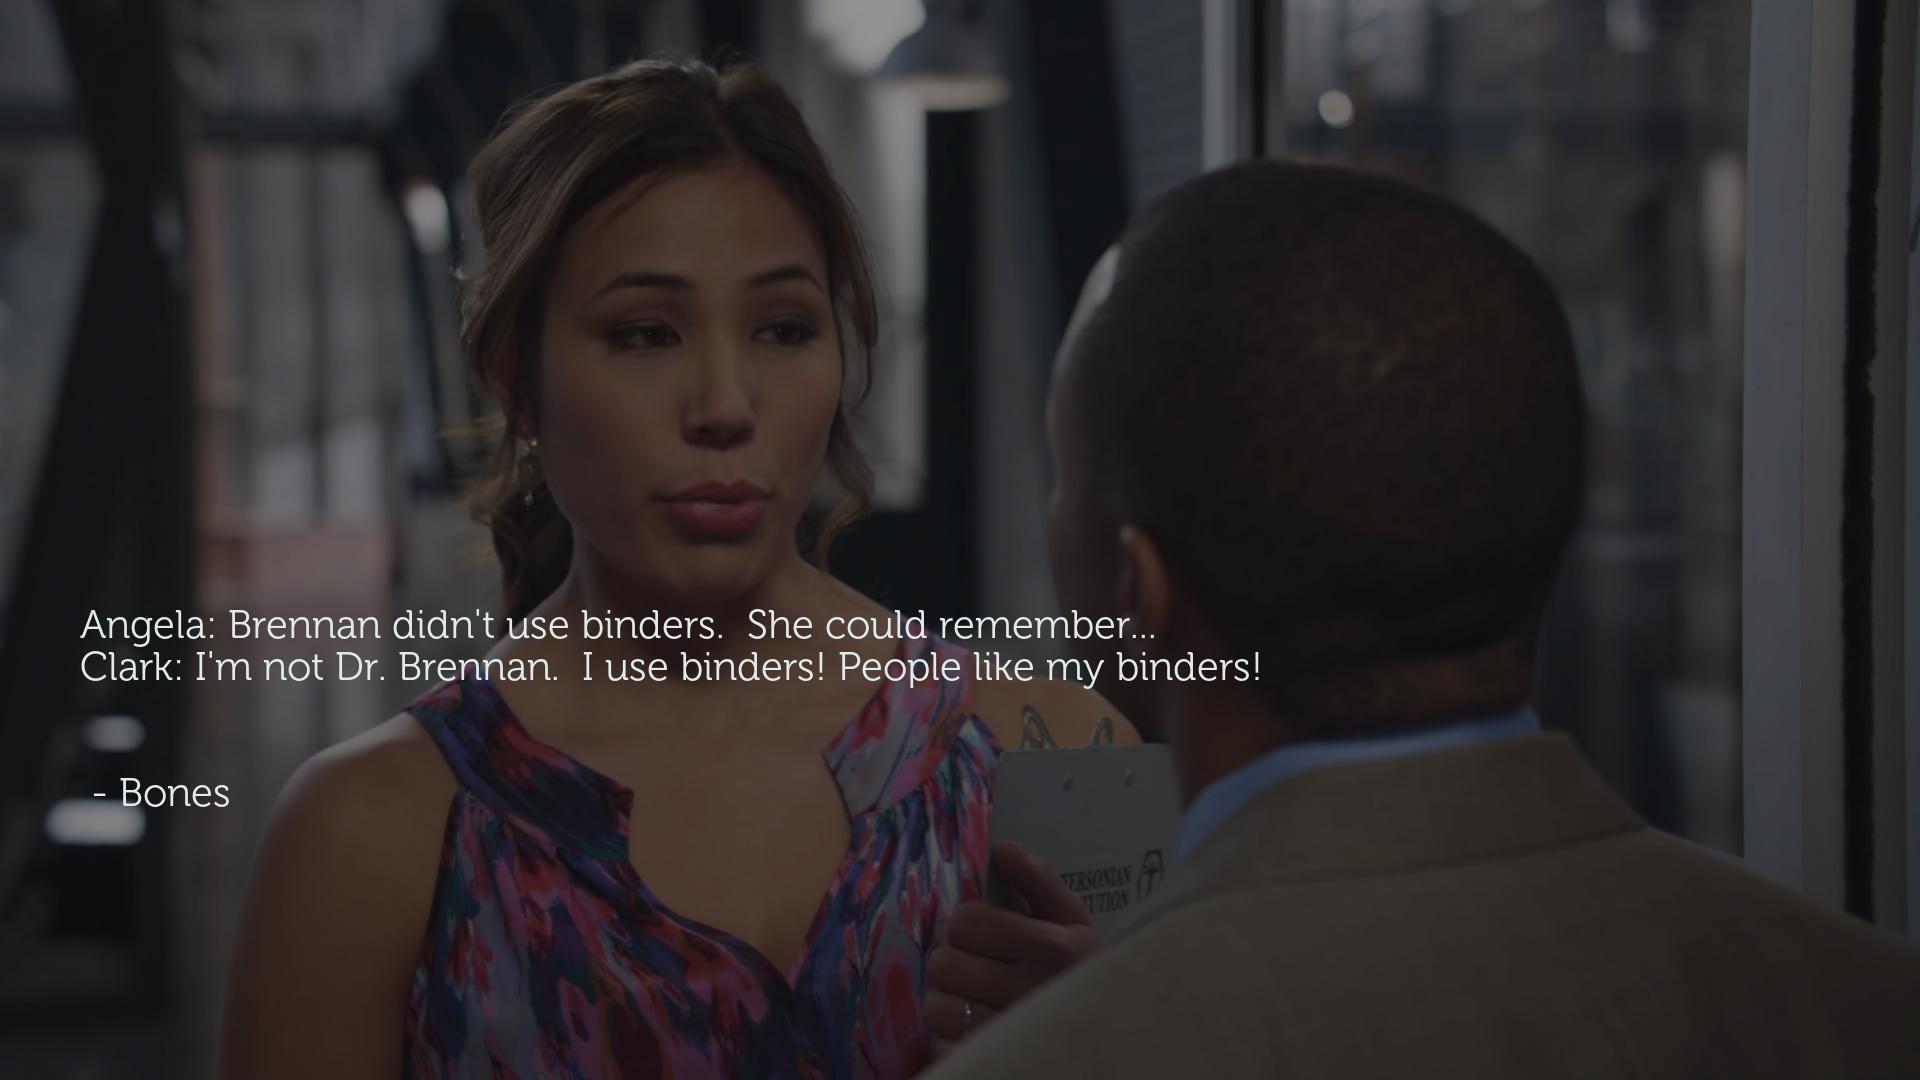 Angela: Brennan didn't use binders.  She could remember...
Clark: I'm not Dr. Brennan.  I use binders! People like my binders!
- Bones